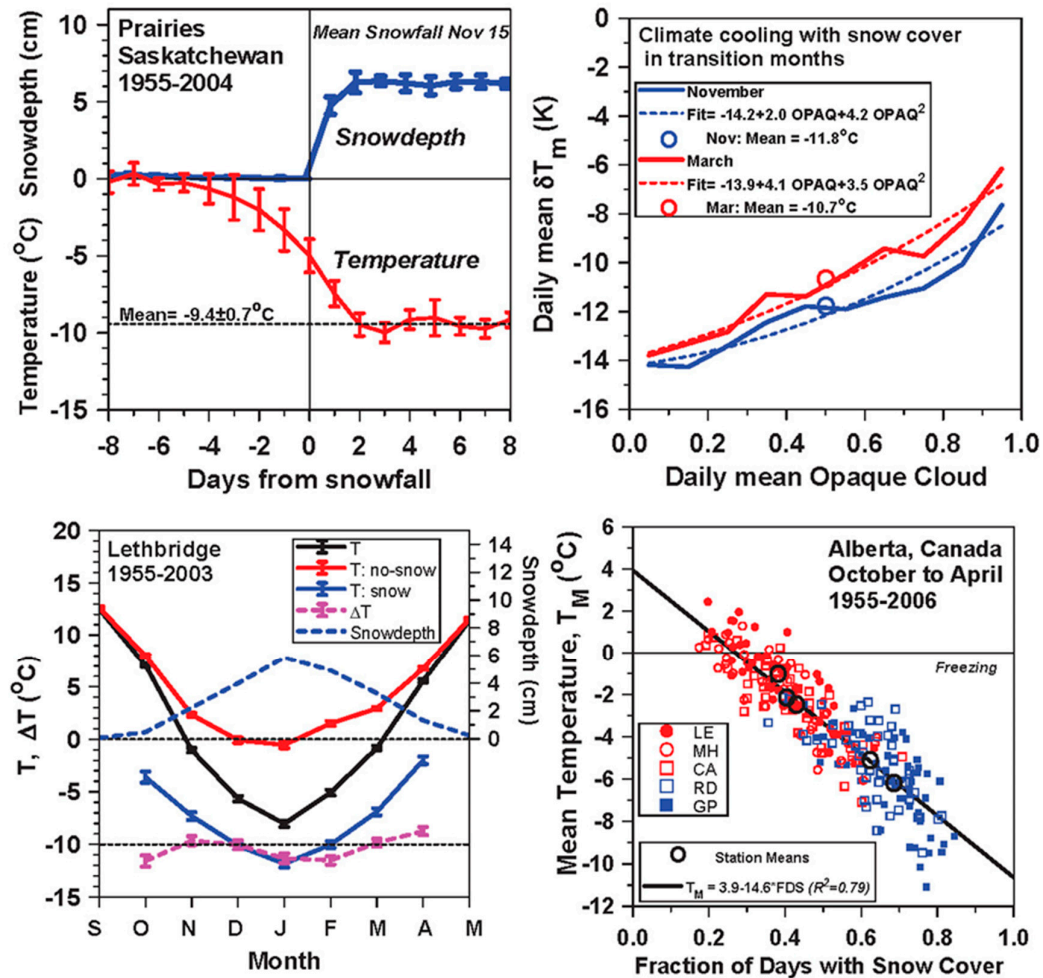 Prairies
Saskatchewan
1955-2004
Mean Snowfall Nov 15
Snowdepth
Temperature
Mean= -9.4±0.7°C
Snowdepth (cm)
Temperature (°C)
10
5
0
-5
-10
-15
-8 -6 -4 -2 0 2 4 6 8
Days from snowfall
Climate cooling with snow cover
in transition months
November
Fit= -14.2+2.0 OPAQ+4.2 OPAQ²
Nov: Mean = -11.8°C
March
Fit= -13.9+4.1 OPAQ+3.5 OPAQ²
Mar: Mean = -10.7°C
Daily mean δTm (K)
0
-2
-4
-6
-8
-10
-12
-14
-16
0.0 0.2 0.4 0.6 0.8 1.0
Daily mean Opaque Cloud
Lethbridge
1955-2003
T
T: no-snow
T: snow
ΔT
Snowdepth
T, ΔT (°C)
20
15
10
5
0
-5
-10
-15
Snowdepth (cm)
14
12
10
8
6
4
2
0
S O N D J F M A M
Month
Alberta, Canada
October to April
1955-2006
Freezing
LE
MH
CA
RD
GP
Station Means
TM = 3.9-14.6*FDS (R²=0.79)
Mean Temperature, TM (°C)
6
4
2
0
-2
-4
-6
-8
-10
-12
0.0 0.2 0.4 0.6 0.8 1.0
Fraction of Days with Snow Cover